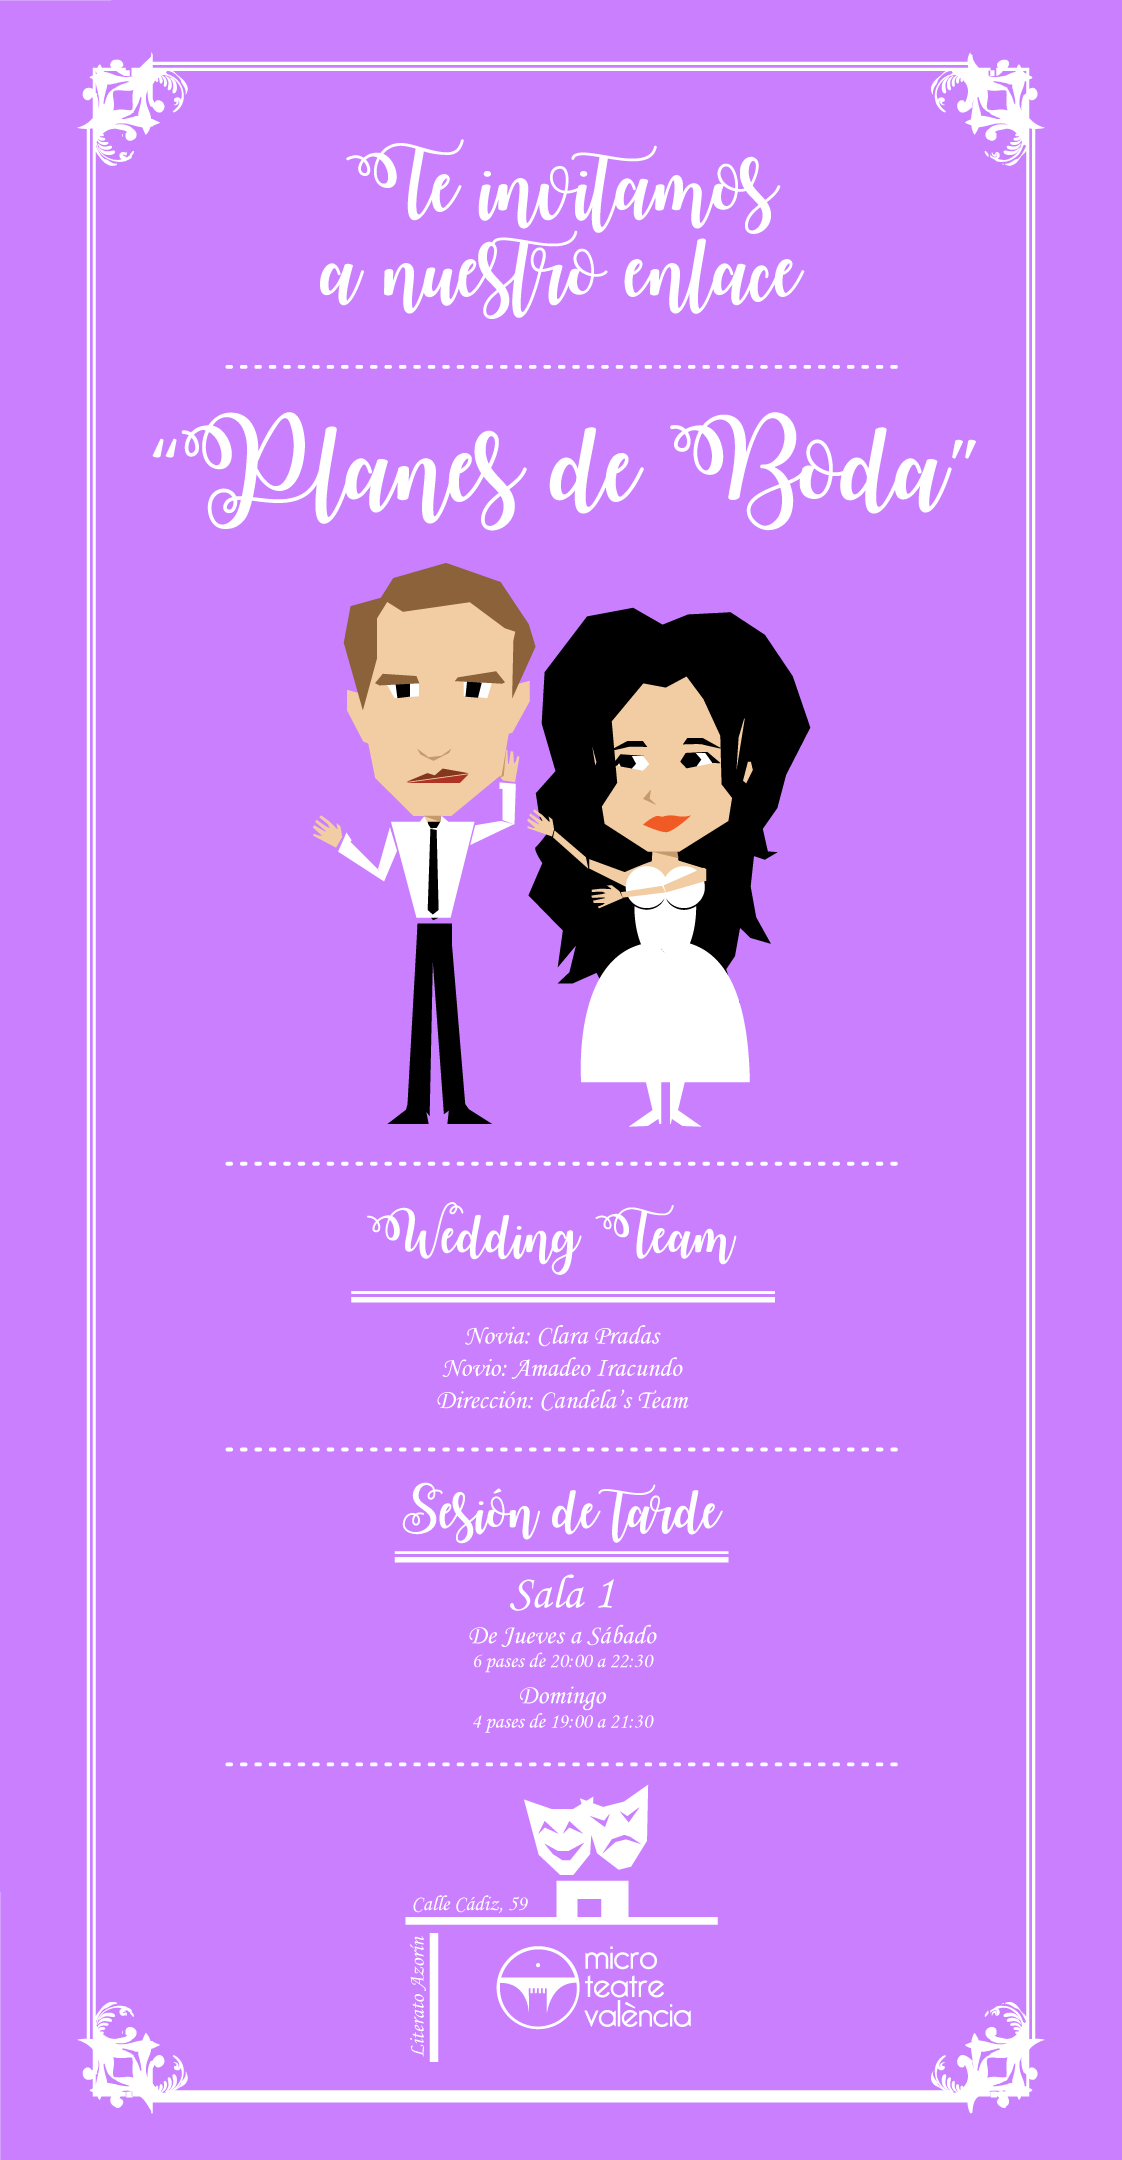 Te invitamos
a nuestro enlace
“Planes de Boda”
Wedding Team
Novia: Clara Pradas
Novio: Amadeo Iracundo
Dirección: Candela’s Team
Sesión de Tarde
Sala 1
De Jueves a Sábado
6 pases de 20:00 a 22:30
Domingo
4 pases de 19:00 a 21:30
Calle Cádiz, 59
Literato Azorín
micro
teatre
valència